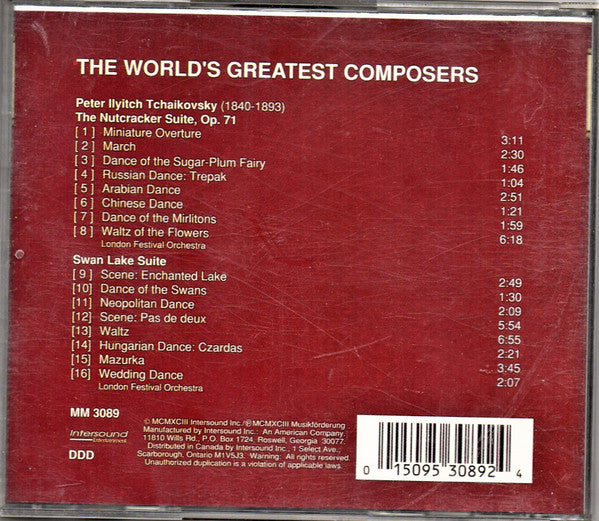 THE WORLD'S GREATEST COMPOSERS
Peter Ilyitch Tchaikovsky (1840-1893)
The Nutcracker Suite, Op. 71
[ 1 ] Miniature Overture 3:11
[ 2 ] March 2:30
[ 3 ] Dance of the Sugar-Plum Fairy 1:46
[ 4 ] Russian Dance: Trepak 1:04
[ 5 ] Arabian Dance 2:51
[ 6 ] Chinese Dance 1:21
[ 7 ] Dance of the Mirlitons 1:59
[ 8 ] Waltz of the Flowers 6:18
London Festival Orchestra
Swan Lake Suite
[ 9 ] Scene: Enchanted Lake 2:49
[10] Dance of the Swans 1:30
[11] Neopolitan Dance 2:09
[12] Scene: Pas de deux 5:54
[13] Waltz 6:55
[14] Hungarian Dance: Czardas 2:21
[15] Mazurka 3:45
[16] Wedding Dance 2:07
London Festival Orchestra
MM 3089
Intersound
Entertainment
DDD
© MCMXCIII Intersound Inc./℗MCMXCIII Musikförderung.
Manufactured by Intersound Inc.: An American Company.
11810 Wills Rd., P.O. Box 1724, Roswell, Georgia 30077.
Distributed in Canada by Intersound Inc., 1 Select Ave.,
Scarborough, Ontario M1V5J3. Warning: All rights reserved.
Unauthorized duplication is a violation of applicable laws.
0 15095 30892 4